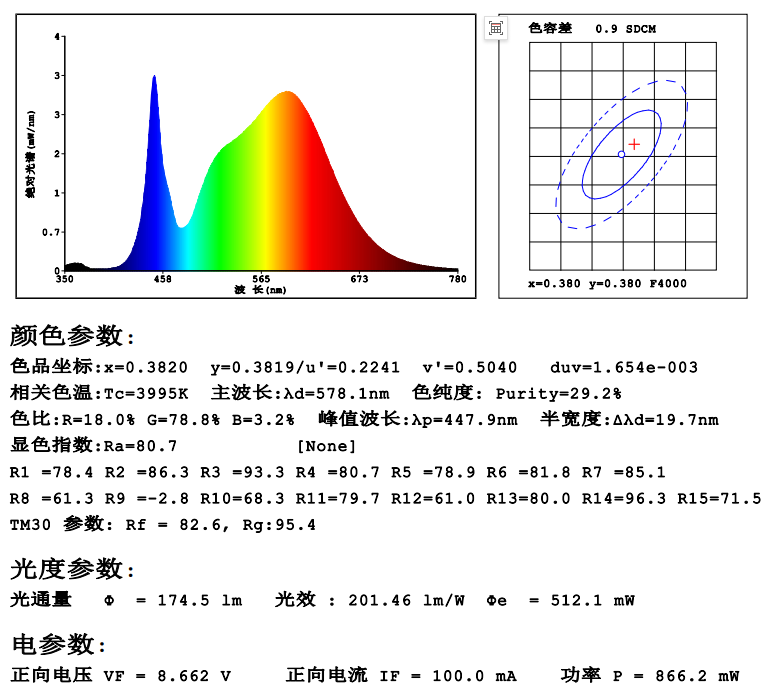 4
3
3
2
1
0.7
0
绝对光谱(mW/nm)
350 458 565 673 780
波 长(nm)
色容差 0.9 SDCM
x=0.380 y=0.380 F4000
颜色参数:
色品坐标:x=0.3820 y=0.3819/u'=0.2241 v'=0.5040 duv=1.654e-003
相关色温:Tc=3995K 主波长:λd=578.1nm 色纯度: Purity=29.2%
色比:R=18.0% G=78.8% B=3.2% 峰值波长:λp=447.9nm 半宽度:Δλd=19.7nm
显色指数:Ra=80.7 [None]
R1 =78.4 R2 =86.3 R3 =93.3 R4 =80.7 R5 =78.9 R6 =81.8 R7 =85.1
R8 =61.3 R9 =-2.8 R10=68.3 R11=79.7 R12=61.0 R13=80.0 R14=96.3 R15=71.5
TM30 参数: Rf = 82.6, Rg:95.4
光度参数:
光通量 Φ = 174.5 lm 光效 : 201.46 lm/W Φe = 512.1 mW
电参数:
正向电压 VF = 8.662 V 正向电流 IF = 100.0 mA 功率 P = 866.2 mW